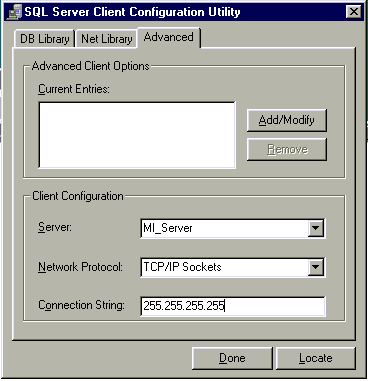 SQL Server Client Configuration Utility
DB Library Net Library Advanced
Advanced Client Options
Current Entries:
Add/Modify
Remove
Client Configuration
Server: MI_Server
Network Protocol: TCP/IP Sockets
Connection String: 255.255.255.255
Done Locate